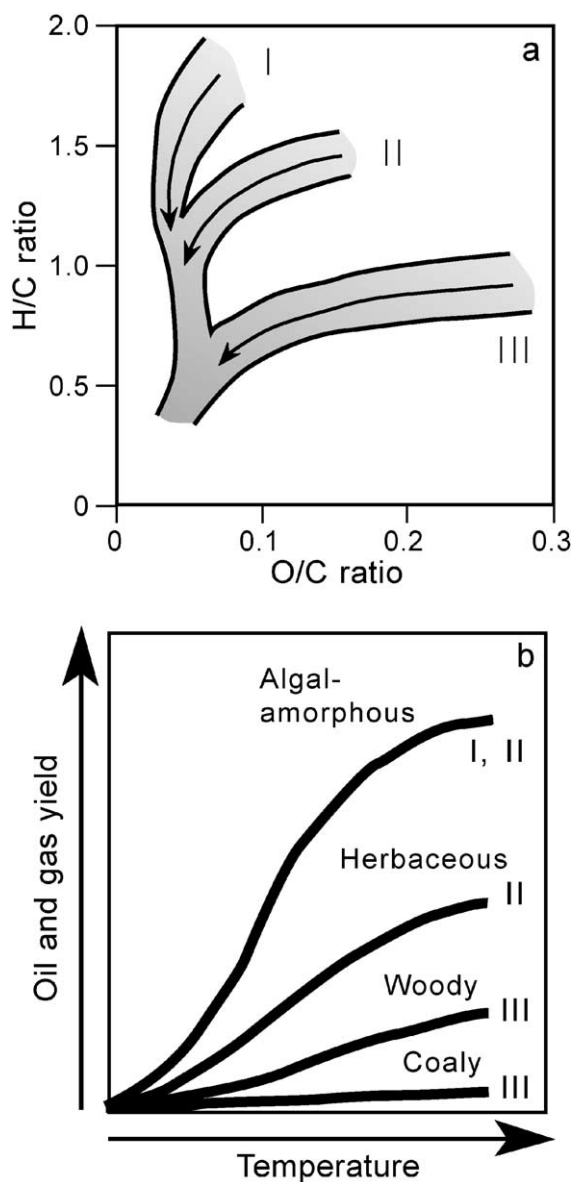 2.0
a
I
1.5
II
H/C ratio
1.0
III
0.5
0
0
0.1
0.2
0.3
O/C ratio
b
Algal-
amorphous
I, II
Oil and gas yield
Herbaceous
II
Woody
III
Coaly
III
Temperature